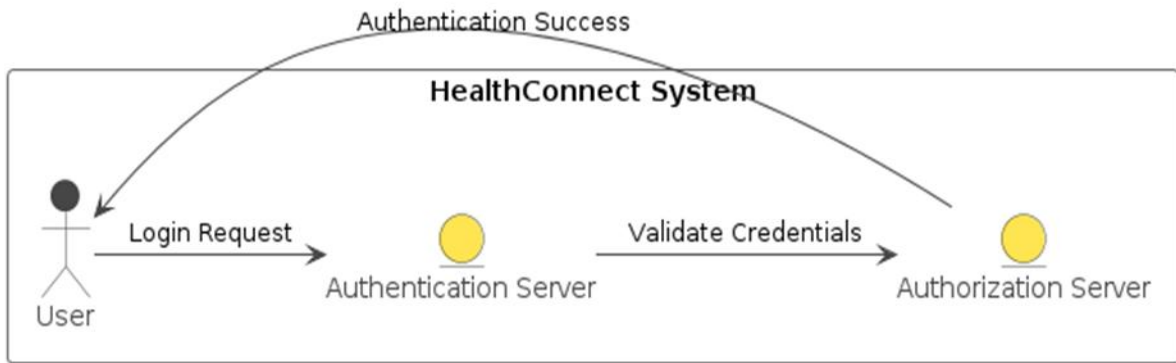 Authentication Success
HealthConnect System
Login Request
Validate Credentials
Authentication Server
Authorization Server
User